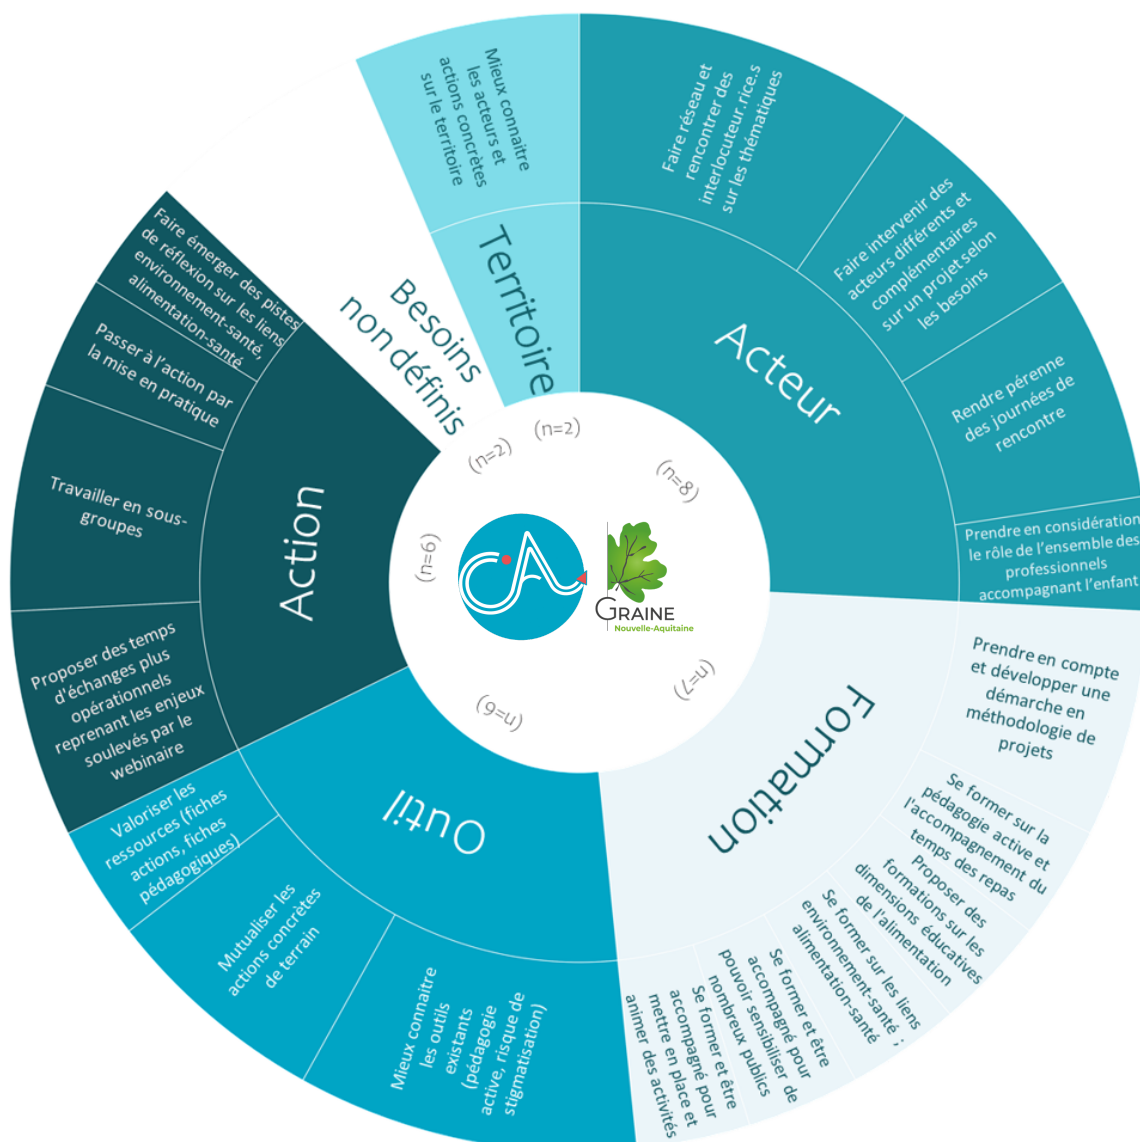 Mieux connaitre
les acteurs et
actions concrètes
sur le territoire
Territoire
(n=2)
Faire réseau et
rencontrer des
interlocuteur.rice.s
sur les thématiques
Faire intervenir des
acteurs différents et
complémentaires
sur un projet selon
les besoins
Rendre pérenne
des journées de
rencontre
Prendre en considération
le rôle de l'ensemble des
professionnels
accompagnant l'enfant
Acteur
(n=8)
Prendre en compte
et développer une
démarche en
méthodologie de
projets
Se former sur la
pédagogie active et
l'accompagnement du
temps des repas
Proposer des
formations sur les
dimensions éducatives
de l'alimentation
Se former sur les liens
environnement-santé ;
alimentation-santé
Se former et être
accompagné pour
pouvoir sensibiliser de
nombreux publics
Se former et être
accompagné pour
mettre en place et
animer des activités
Formation
(n=7)
Mieux connaître
les outils
existants
(pédagogie
active, risque de
stigmatisation)
Mutualiser les
actions concrètes
de terrain
Valoriser les
ressources (fiches
actions, fiches
pédagogiques)
Outil
(n=6)
Proposer des temps
d'échanges plus
opérationnels
reprenant les enjeux
soulevés par le
webinaire
Travailler en sous-
groupes
Passer à l'action par
la mise en pratique
Faire émerger des pistes
de réflexion sur les liens
environnement-santé,
alimentation-santé
Action
(n=6)
Besoins
non définis
(n=2)
GRAINE
Nouvelle-Aquitaine